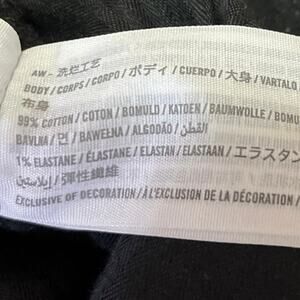 AW - 洗烂工艺
BODY / CORPS / CORPO / ボディ / CUERPO / 大身 / VARTALO
布身
99% COTTON / COTON / BOMULD / KATOEN / BAUMWOLLE / BOMU
BAVLNA / 면 / BAWEŁNA / ALGODÃO / القطن /
1% ELASTANE / ÉLASTANE / ELASTAN / ELASTAAN / エラスタン
إيلاستين / 弹性纖維
EXCLUSIVE OF DECORATION / À L'EXCLUSION DE LA DÉCORATION /